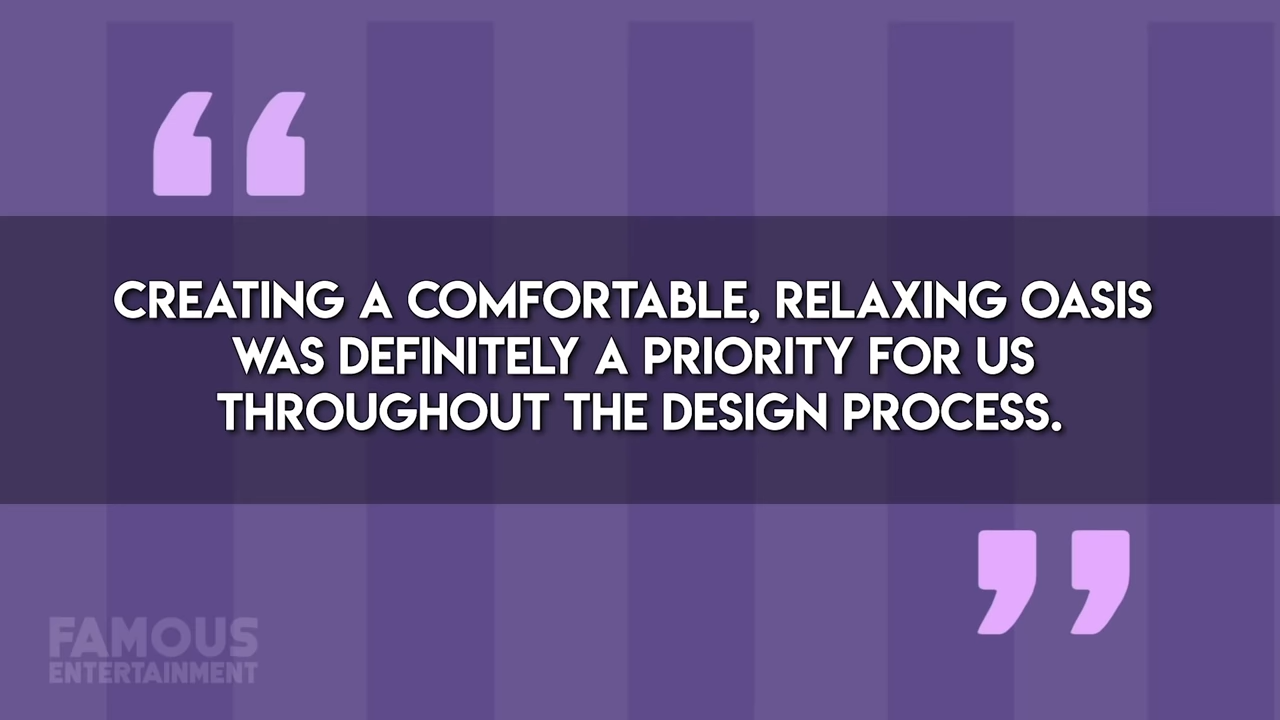 “
CREATING A COMFORTABLE, RELAXING OASIS
WAS DEFINITELY A PRIORITY FOR US
THROUGHOUT THE DESIGN PROCESS.
”
FAMOUS
ENTERTAINMENT